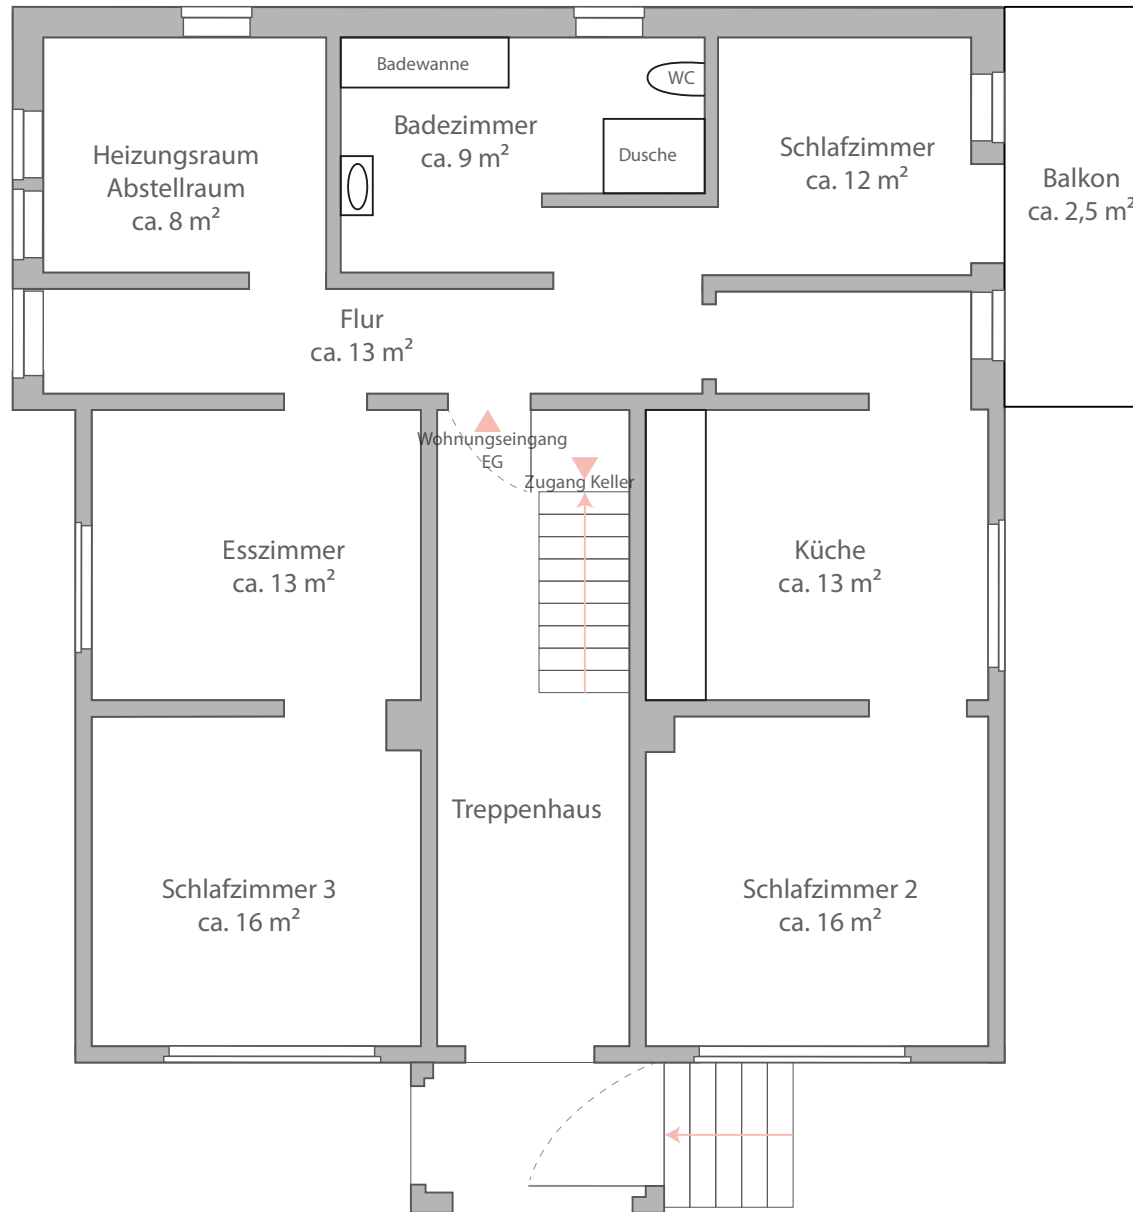 Badewanne
WC
Badezimmer
ca. 9 m²
Dusche
Heizungsraum
Abstellraum
ca. 8 m²
Schlafzimmer
ca. 12 m²
Balkon
ca. 2,5 m²
Flur
ca. 13 m²
Wohnungseingang
EG
Zugang Keller
Esszimmer
ca. 13 m²
Küche
ca. 13 m²
Treppenhaus
Schlafzimmer 3
ca. 16 m²
Schlafzimmer 2
ca. 16 m²